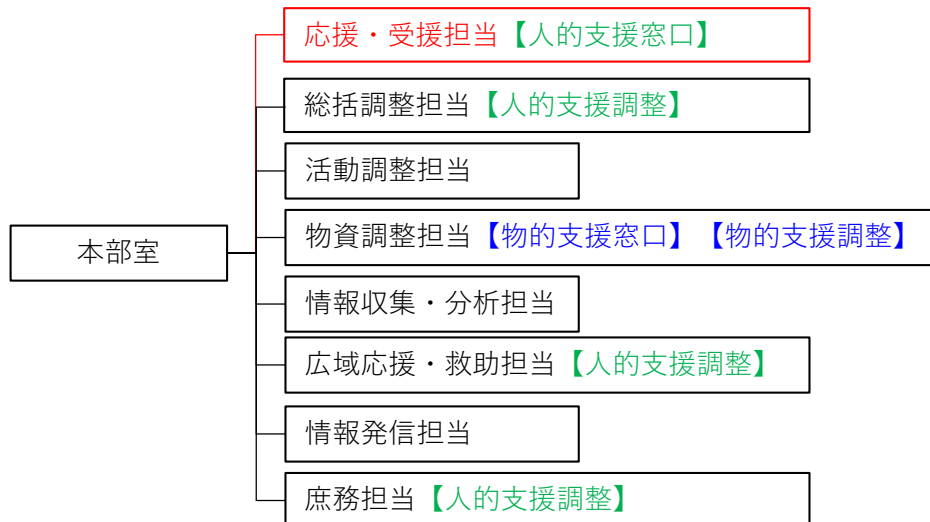 応援・受援担当【人的支援窓口】
総括調整担当【人的支援調整】
活動調整担当
物資調整担当【物的支援窓口】【物的支援調整】
本部室
情報収集・分析担当
広域応援・救助担当【人的支援調整】
情報発信担当
庶務担当【人的支援調整】